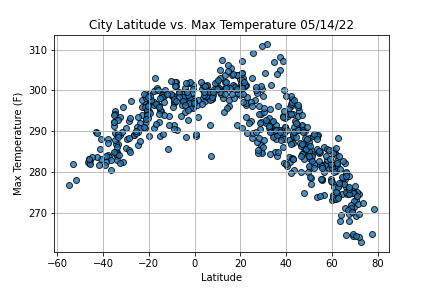 City Latitude vs. Max Temperature 05/14/22
Max Temperature (F)
310
300
290
280
270
−60 −40 −20 0 20 40 60 80
Latitude